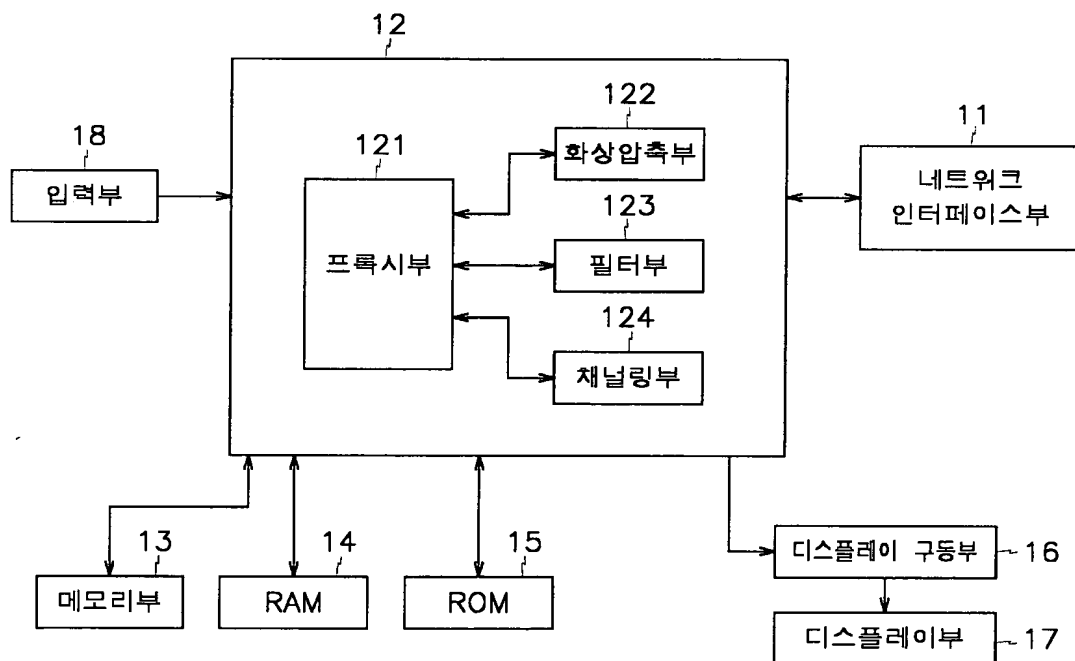 12
122
화상압축부
18
입력부
121
프록시부
123
필터부
124
채널링부
11
네트워크
인터페이스부
13
메모리부
14
RAM
15
ROM
디스플레이 구동부
16
디스플레이부
17